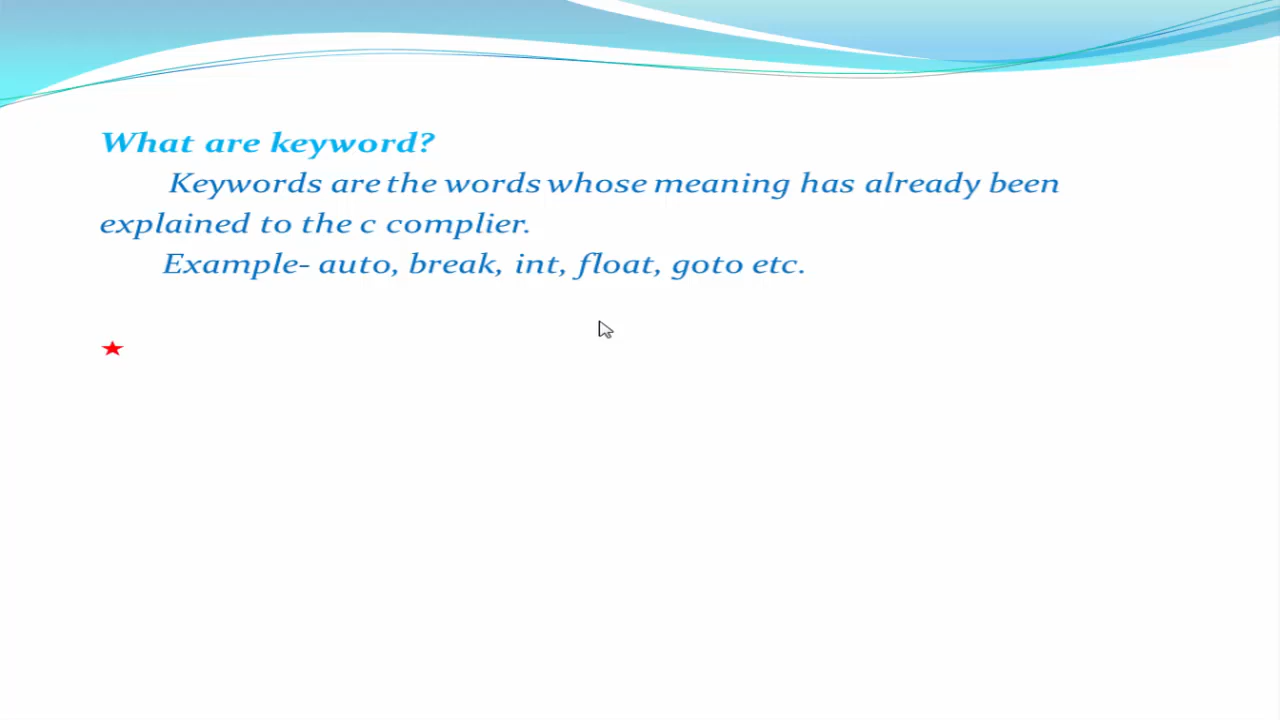 What are keyword?
Keywords are the words whose meaning has already been
explained to the c complier.
Example- auto, break, int, float, goto etc.